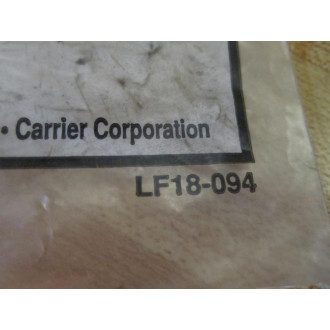 • Carrier Corporation
LF18-094